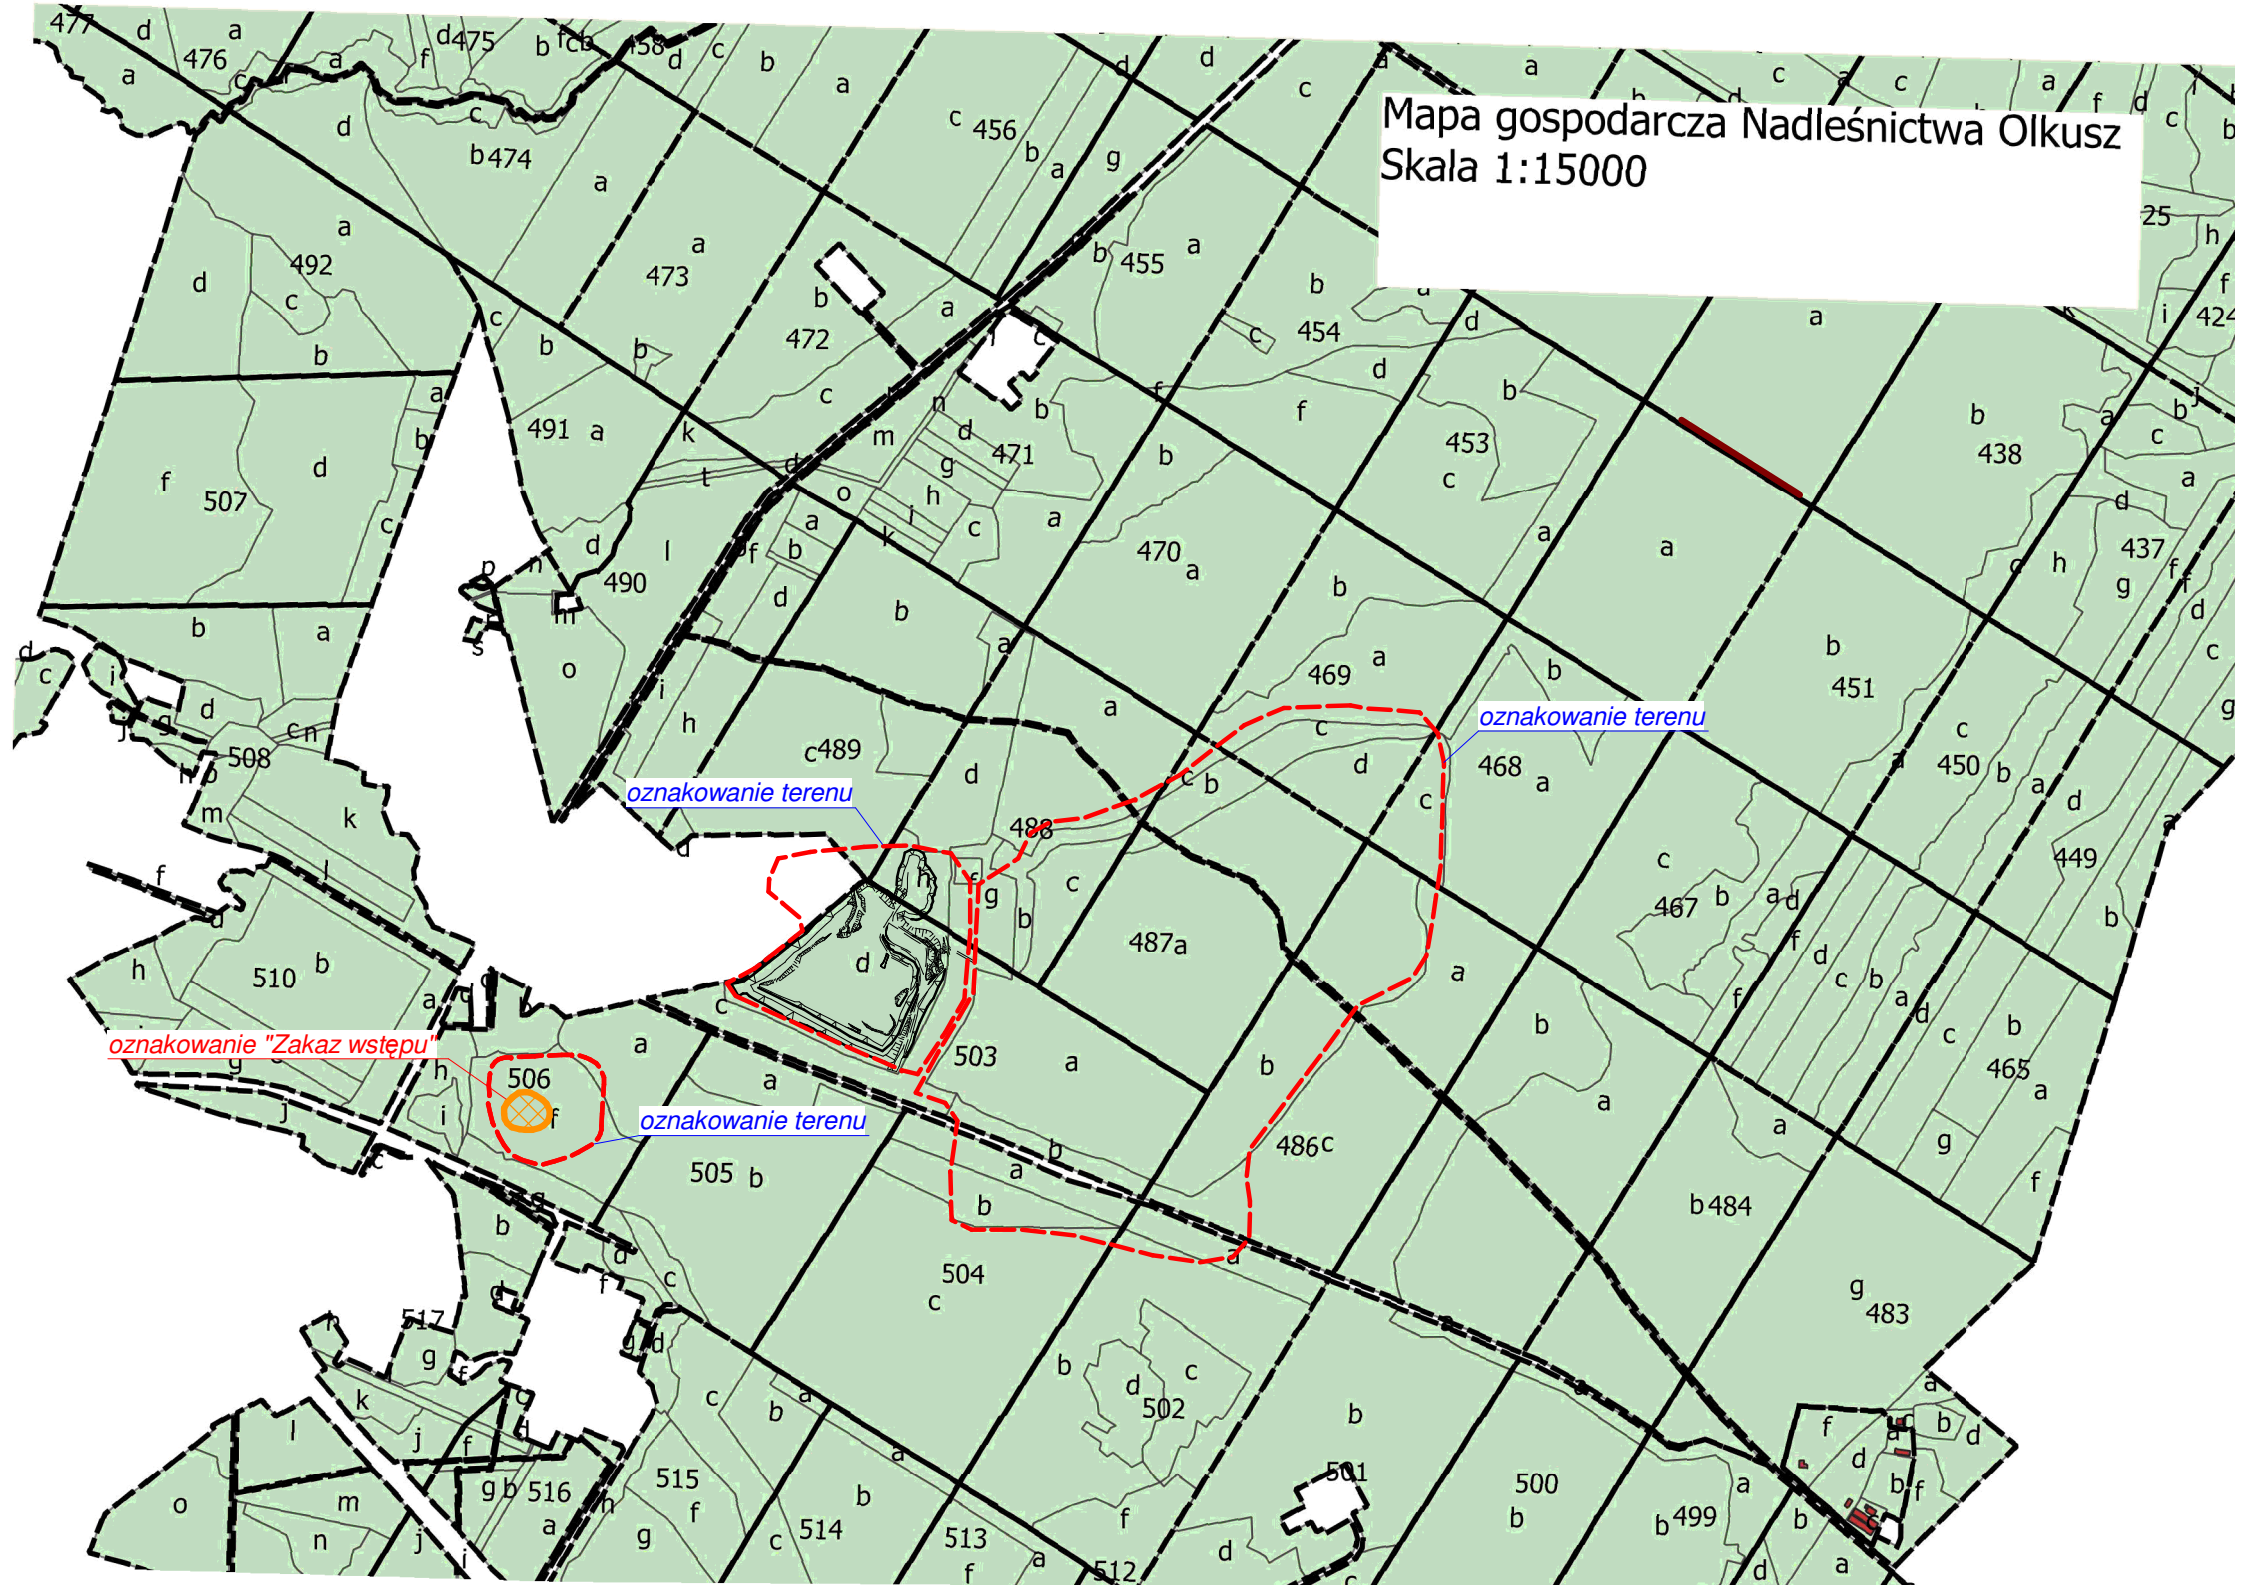 477 d a 476 a c f a f d 475 b fcb 458 d c b a
d c a a c a c a f d i
Mapa gospodarcza Nadleśnictwa Olkusz
Skala 1:15000
c 456 b a g
d c b 474 a
c b
25 h
f
i 424
a 492 d c b
a 473 b 472 a c
b 455 a
b 454 c d d
a
c b b
491 a k
f 507 d a b c
t d
n m d 471 g h i o k c a b
f b f
453 b c
b 438
a b j c a
d
437 h g f f d c g
a b f d
470 a b
a
a
b 451
p n m s
d l 490 o i h
b
b a
d c i j g d c n 508 h m k
c 489
a
d
a
469 a b
b
oznakowanie terenu
oznakowanie terenu
c
c b
d
c
468 a
c 450 b a d a
449 b
488
d
h f g b c
487 a
a
c
467 b a d f d c b a d f
f d l
h 510 b a
d
c
oznakowanie "Zakaz wstępu"
g
j
h i
506
f
a
a
oznakowanie terenu
503 a
b
b
a
a
g
c b 465 a f
486 c
b
a
b
505 b
b 484
g
b
d
f
c
d
504
c
a
g 483
517
h
g
f
d
k
l
j f
c
d
c b a
b
d c 502
b
a
o
m
n
j
i
g b 516 a
h
515 f g
c 514 b
a
513 f a 512
f
d
501
c
500 b
b 499
a
a
b
d
f
a c b d
d
b f
b
a
d